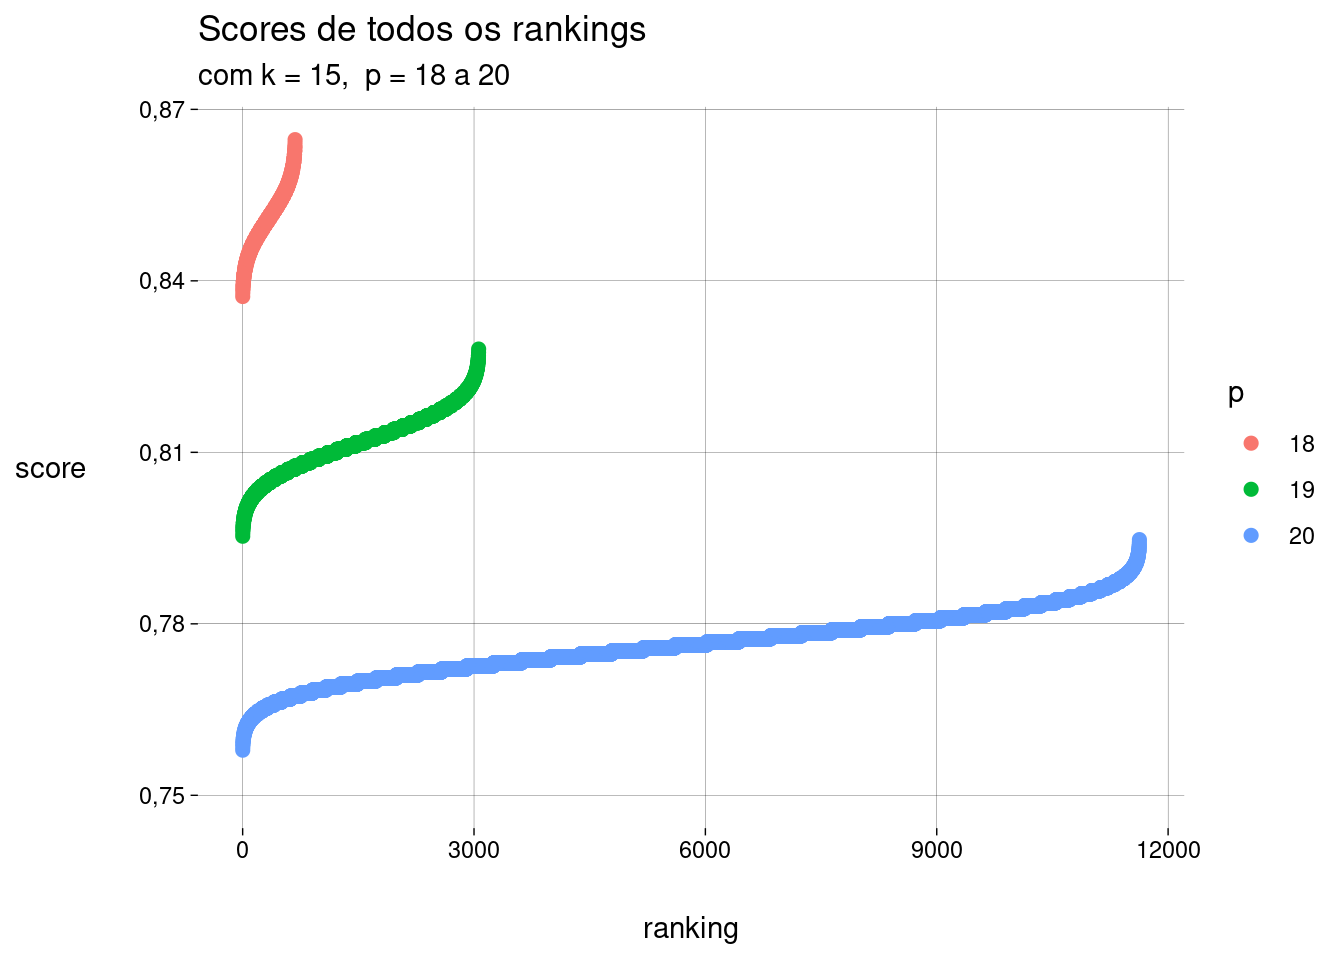 Scores de todos os rankings
com k = 15,  p = 18 a 20
0,87
0,84
0,81
0,78
0,75
score
0 3000 6000 9000 12000
ranking
p
18
19
20